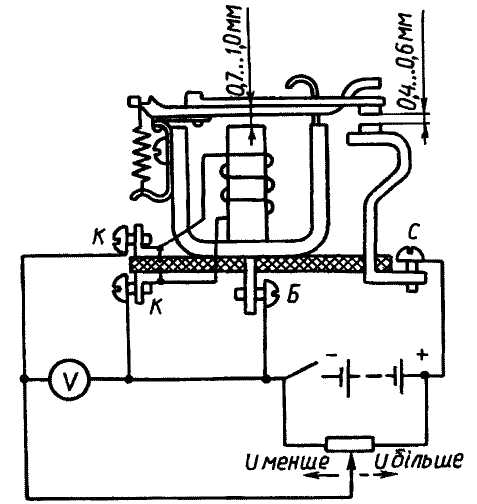 0,7...1,0мм
0,4...0,6мм
К
К
Б
С
V
−
+
U менше
U більше